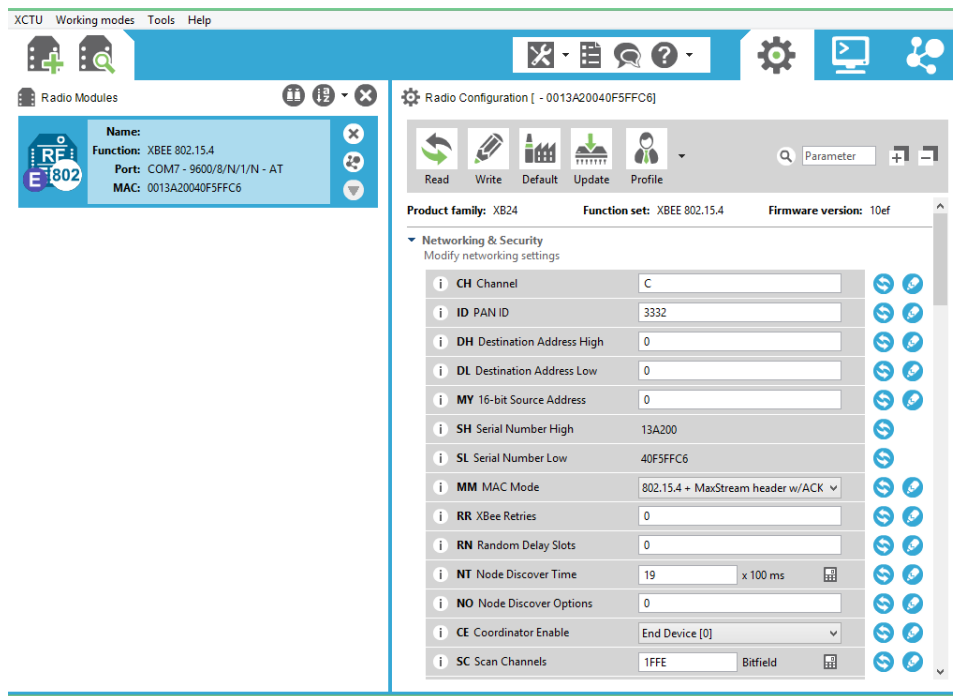 XCTU Working modes Tools Help
Radio Modules
Name:
Function: XBEE 802.15.4
Port: COM7 - 9600/8/N/1/N - AT
MAC: 0013A20040F5FFC6
RF
802
E
Radio Configuration [ - 0013A20040F5FFC6]
Read Write Default Update Profile
Parameter
Product family: XB24 Function set: XBEE 802.15.4 Firmware version: 10ef
Networking & Security
Modify networking settings
i CH Channel C
i ID PAN ID 3332
i DH Destination Address High 0
i DL Destination Address Low 0
i MY 16-bit Source Address 0
i SH Serial Number High 13A200
i SL Serial Number Low 40F5FFC6
i MM MAC Mode 802.15.4 + MaxStream header w/ACK
i RR XBee Retries 0
i RN Random Delay Slots 0
i NT Node Discover Time 19 x 100 ms
i NO Node Discover Options 0
i CE Coordinator Enable End Device [0]
i SC Scan Channels 1FFE Bitfield